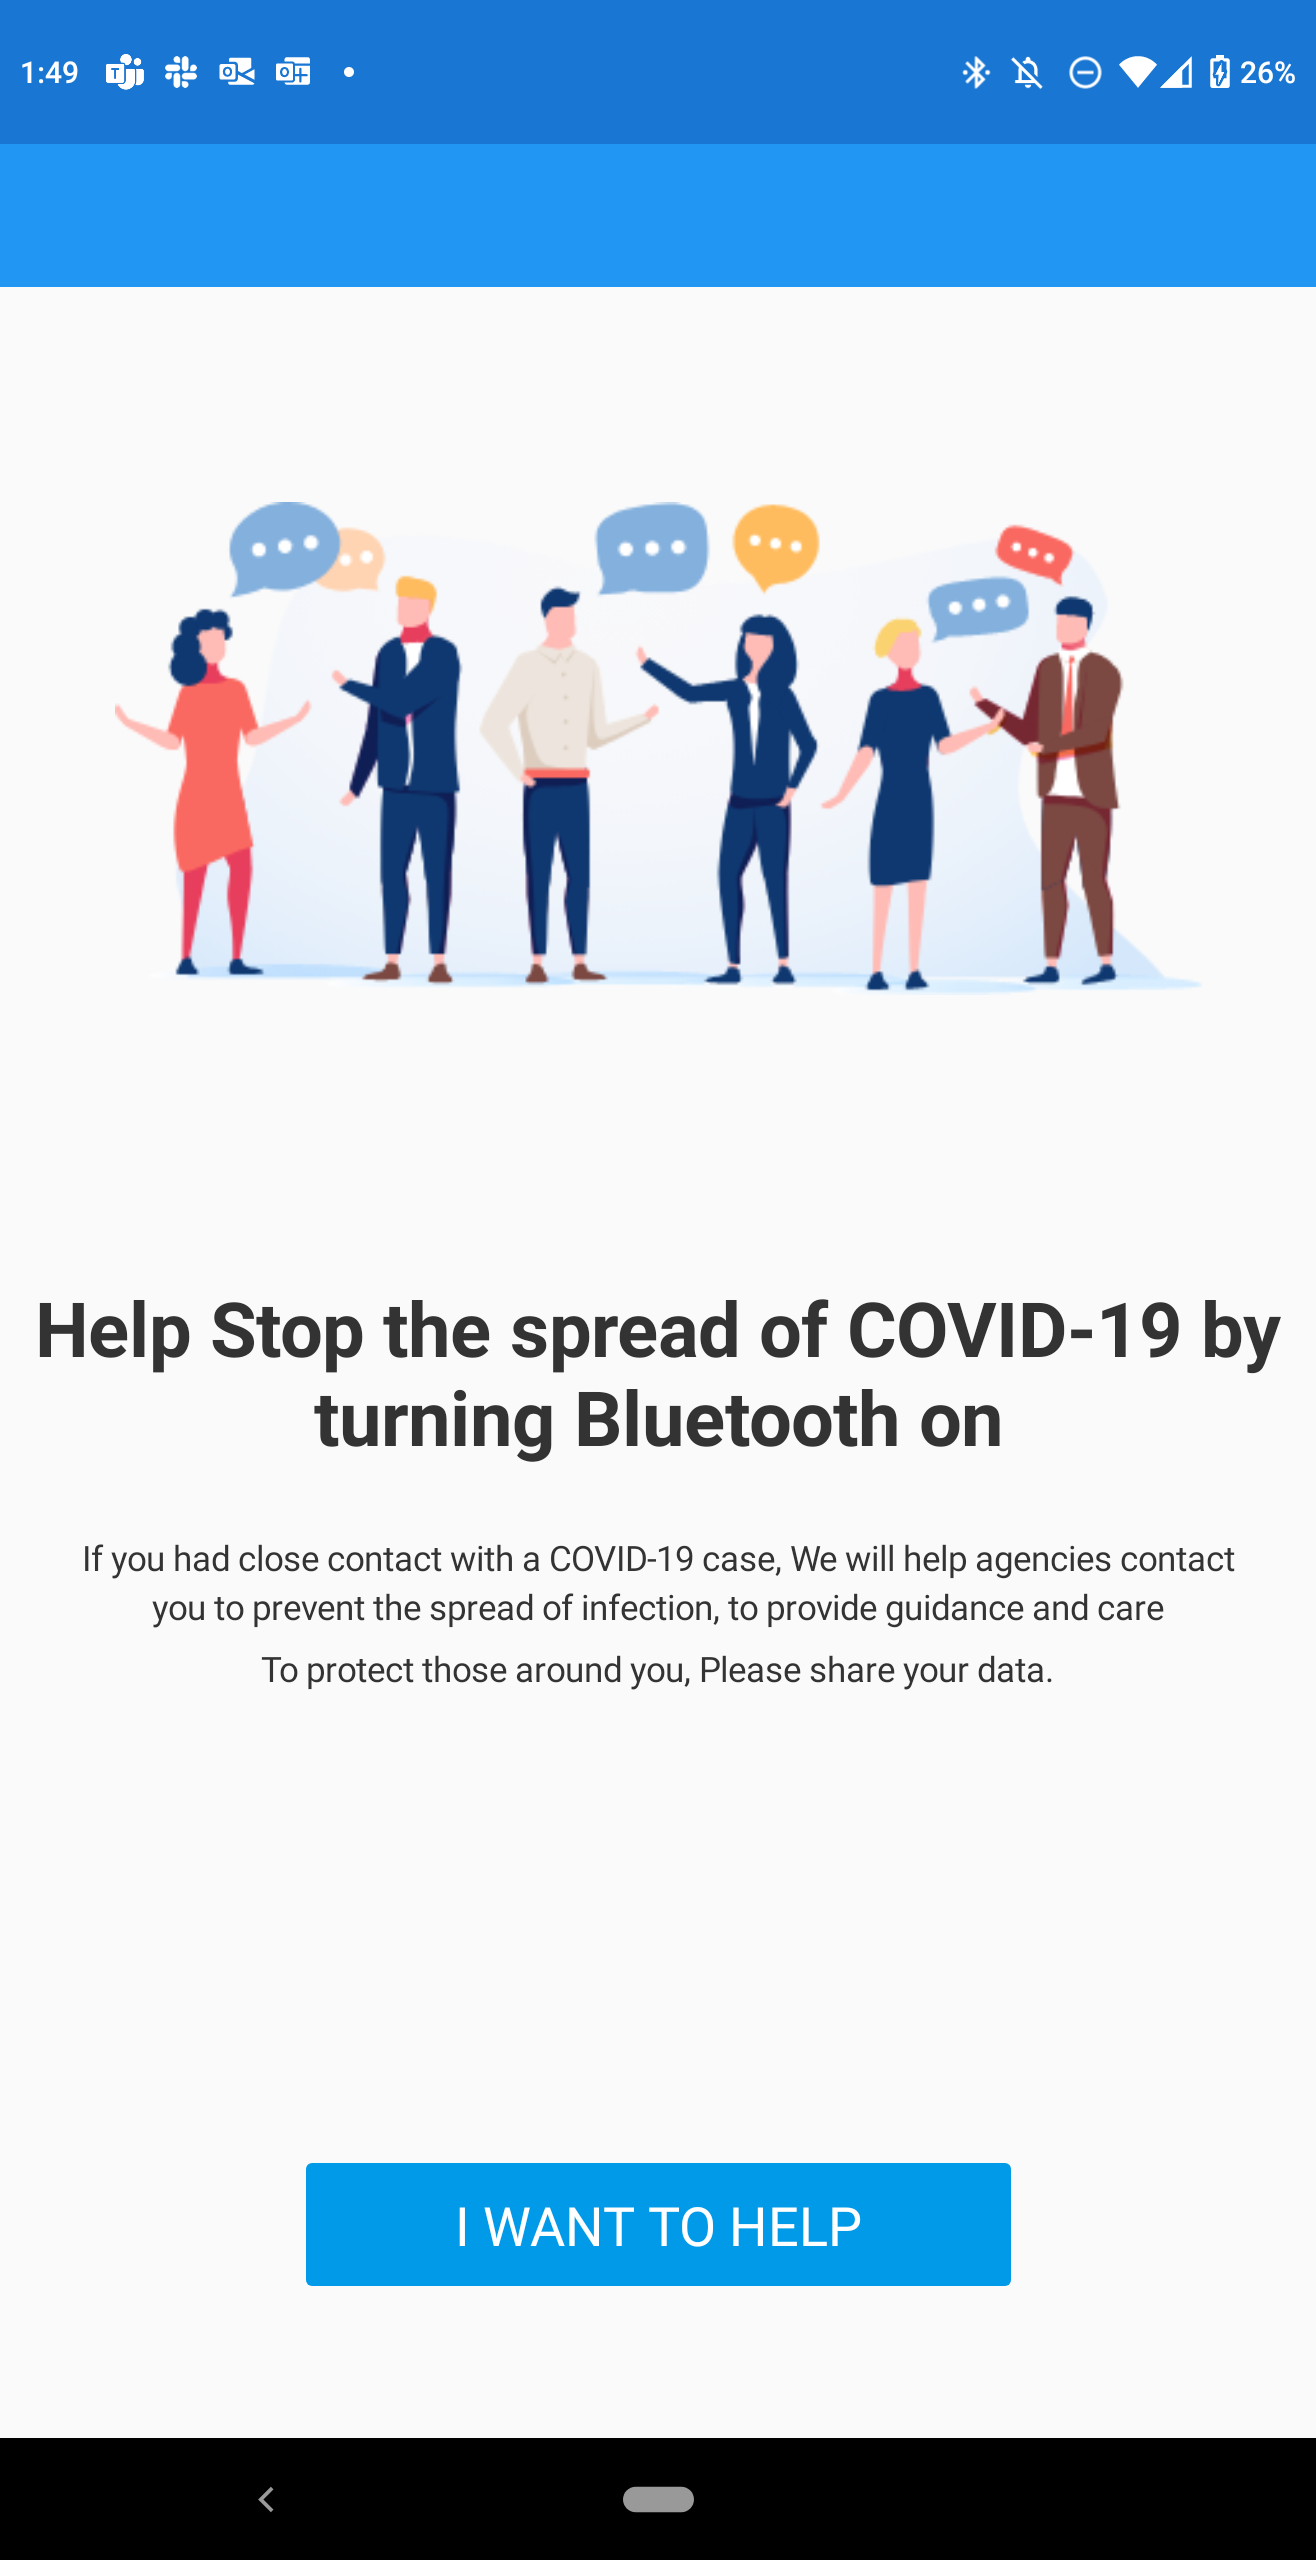 1:49
26%
Help Stop the spread of COVID-19 by
turning Bluetooth on
If you had close contact with a COVID-19 case, We will help agencies contact
you to prevent the spread of infection, to provide guidance and care
To protect those around you, Please share your data.
I WANT TO HELP